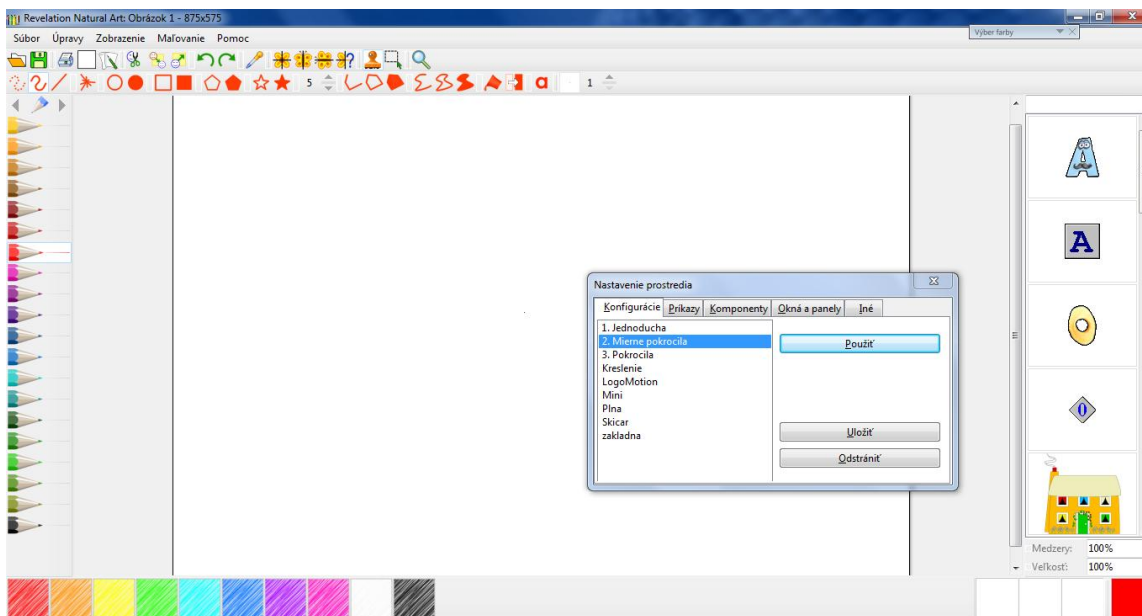 Revelation Natural Art: Obrázok 1 - 875x575
Súbor Úpravy Zobrazenie Maľovanie Pomoc
Výber farby
5
a
1
A
A
0
Nastavenie prostredia
Konfigurácie Príkazy Komponenty Okná a panely Iné
1. Jednoducha
2. Mierne pokrocila
3. Pokrocila
Kreslenie
LogoMotion
Mini
Plna
Skicar
zakladna
Použiť
Uložiť
Odstrániť
Medzery: 100%
Veľkosť: 100%